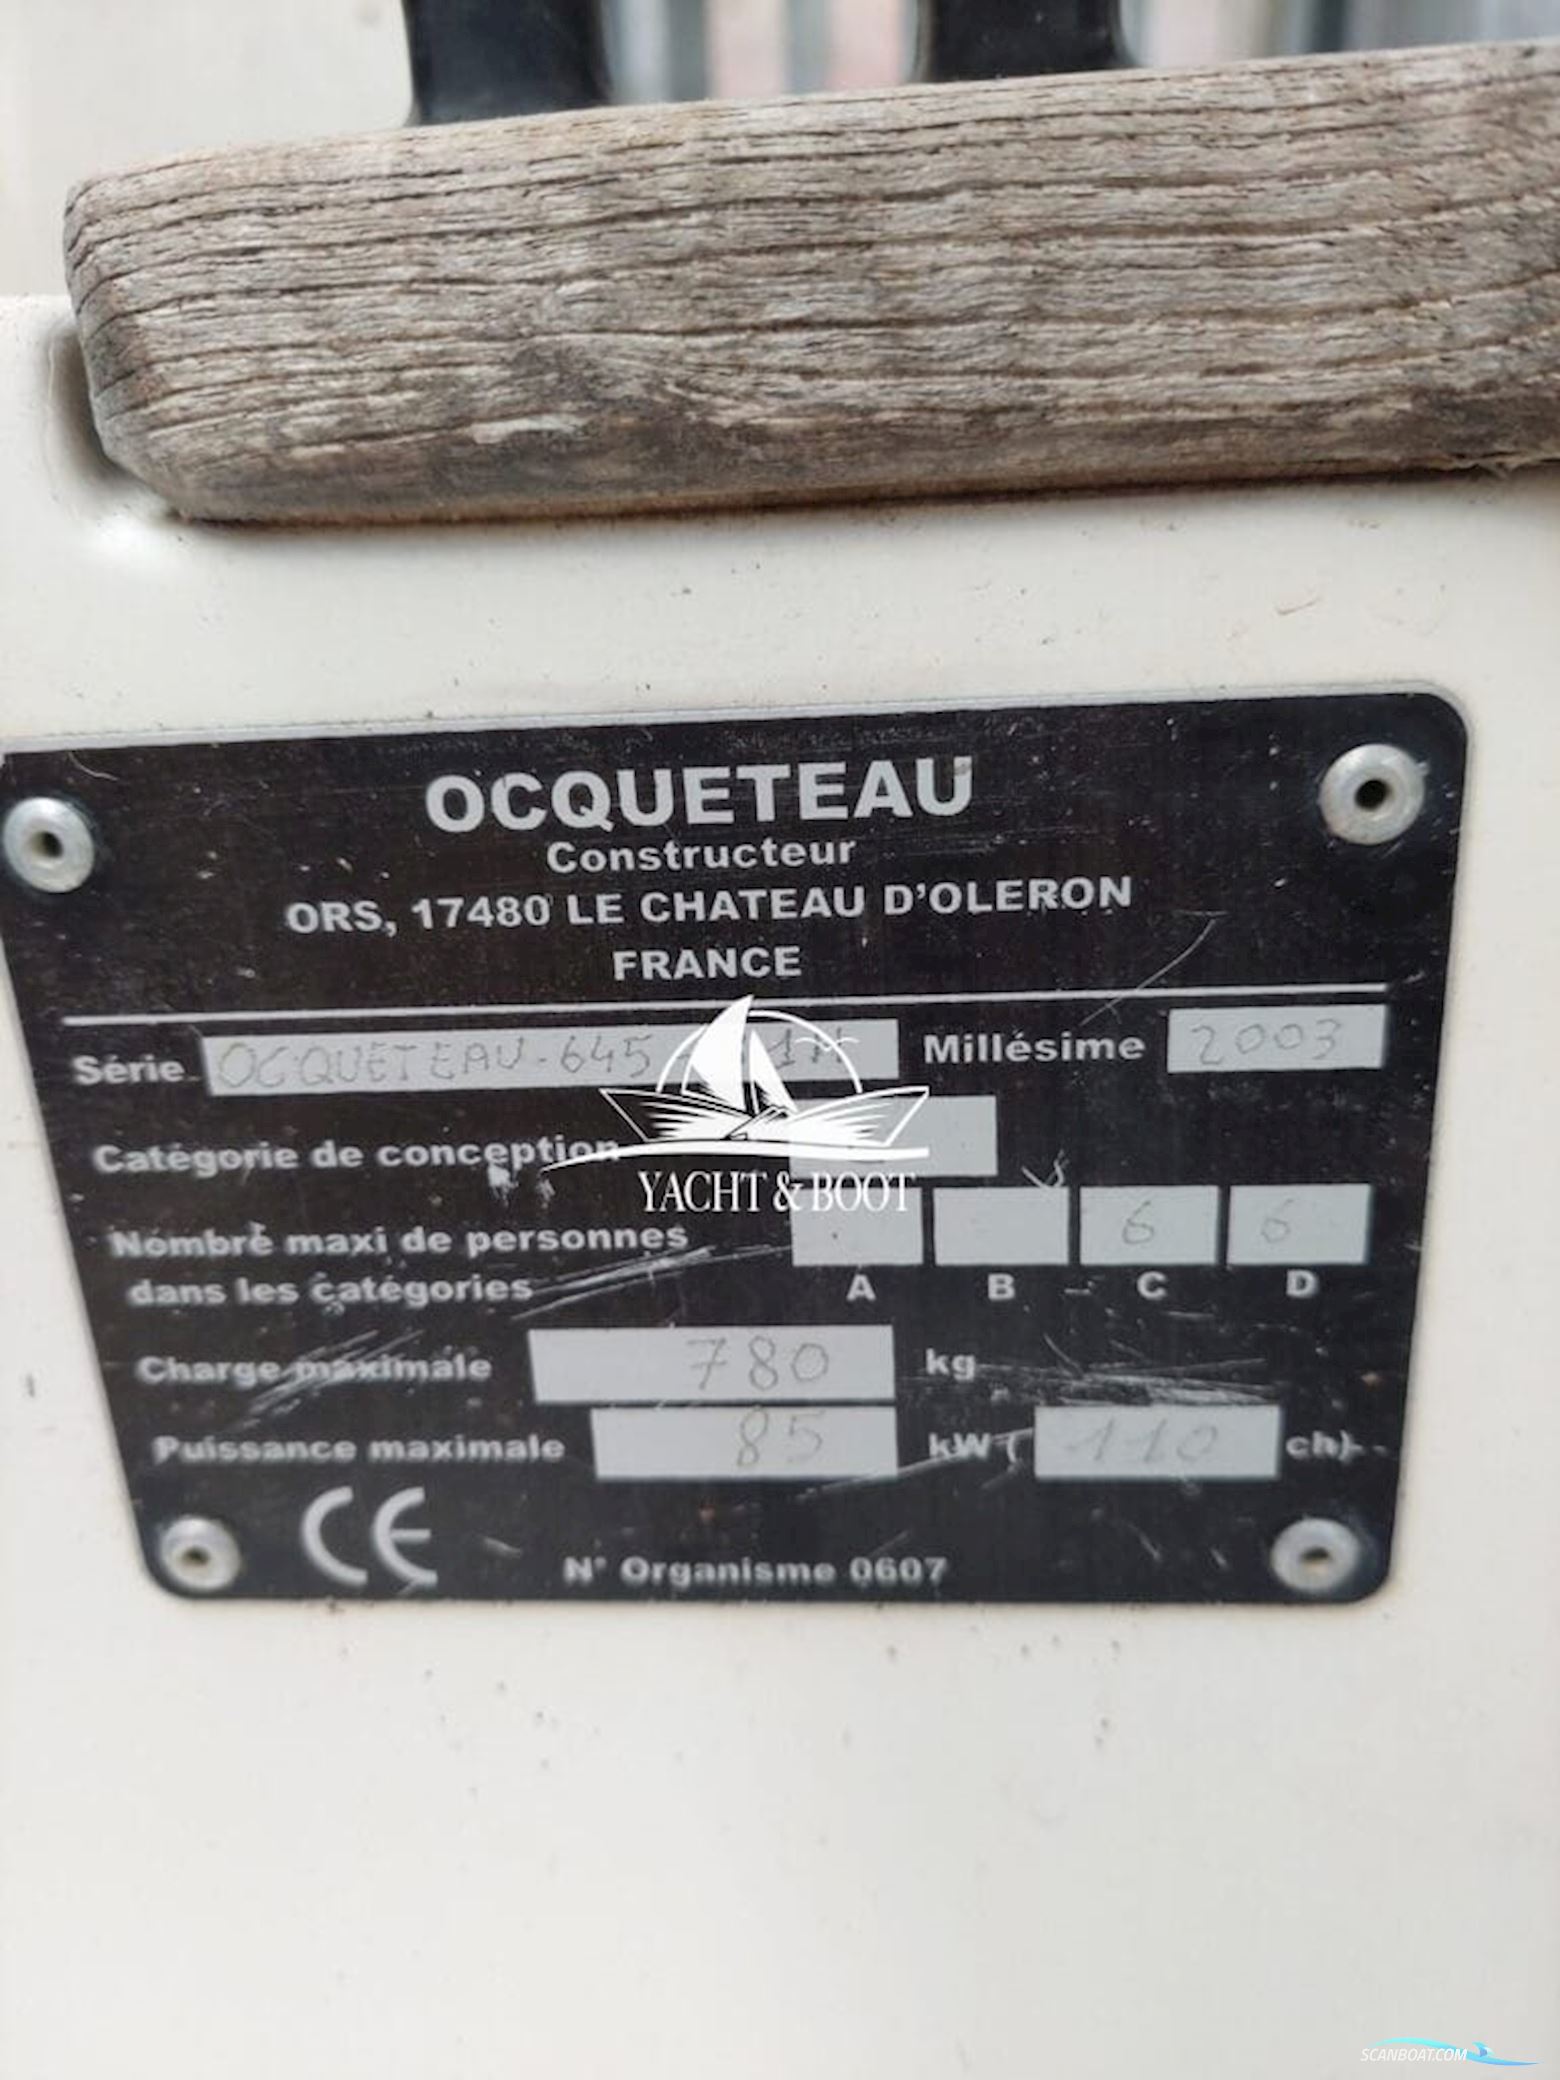 OCQUETEAU
Constructeur
ORS, 17480 LE CHATEAU D'OLERON
FRANCE
Série OCQUETEAU-645 Millésime 2003
Catégorie de conception
YACHT & BOOT
Nombre maxi de personnes 6 6
dans les catégories A B C D
Charge maximale 780 kg
Puissance maximale 85 kW ( 110 ch)
CE N° Organisme 0607
SCANBOAT.COM